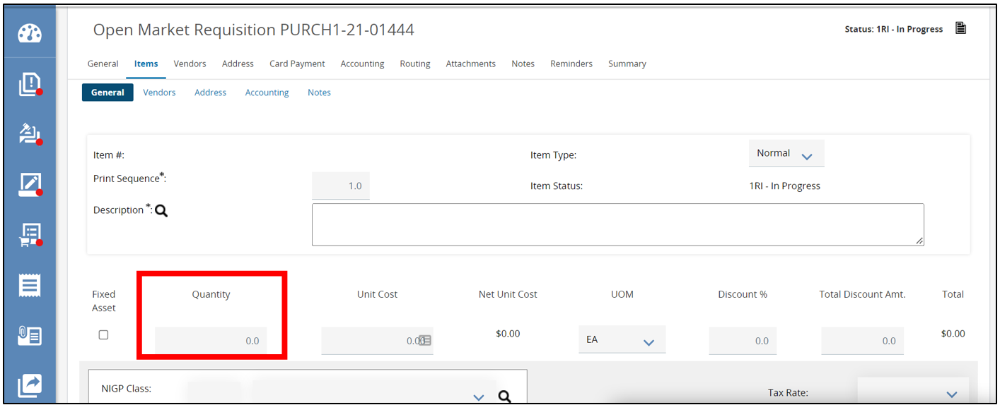 Open Market Requisition PURCH1-21-01444
Status: 1RI - In Progress
General Items Vendors Address Card Payment Accounting Routing Attachments Notes Reminders Summary
General Vendors Address Accounting Notes
Item #:
Item Type: Normal
Print Sequence*: 1.0
Item Status: 1RI - In Progress
Description *:
Fixed Asset Quantity Unit Cost Net Unit Cost UOM Discount % Total Discount Amt. Total
0.0 0.00 $0.00 EA 0.0 0.0 $0.00
NIGP Class:
Tax Rate: